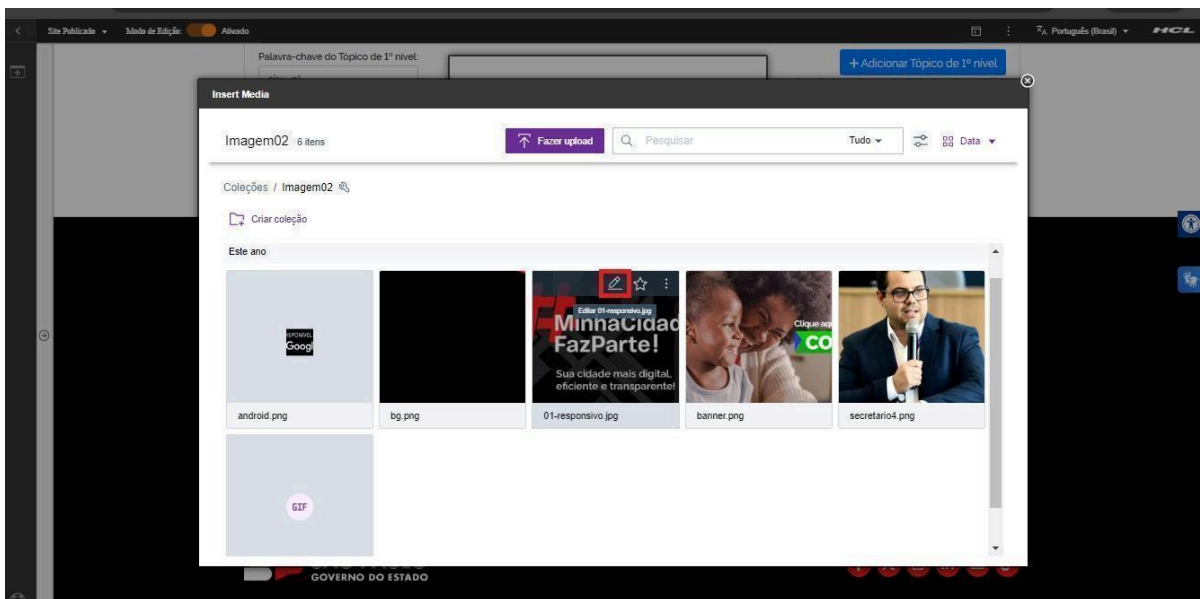 Site Publicado
Modo de Edição:
Ativado
Português (Brasil)
HCL
Palavra-chave do Tópico de 1º nível:
+ Adicionar Tópico de 1º nível
Insert Media
Imagem02 6 itens
Fazer upload
Pesquisar
Tudo
Data
Coleções / Imagem02
Criar coleção
Este ano
Googl
Editar 01-responsivo.jpg
MinhaCidad
FazParte!
Sua cidade mais digital,
eficiente e transparente!
Clique aq
CO
android.png
bg.png
01-responsivo.jpg
banner.png
secretario4.png
GIF
GOVERNO DO ESTADO